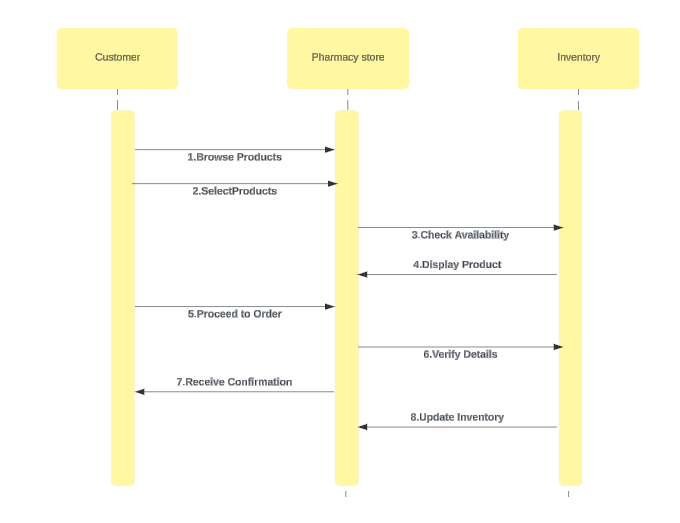 Customer
Pharmacy store
Inventory
1.Browse Products
2.SelectProducts
3.Check Availability
4.Display Product
5.Proceed to Order
6.Verify Details
7.Receive Confirmation
8.Update Inventory